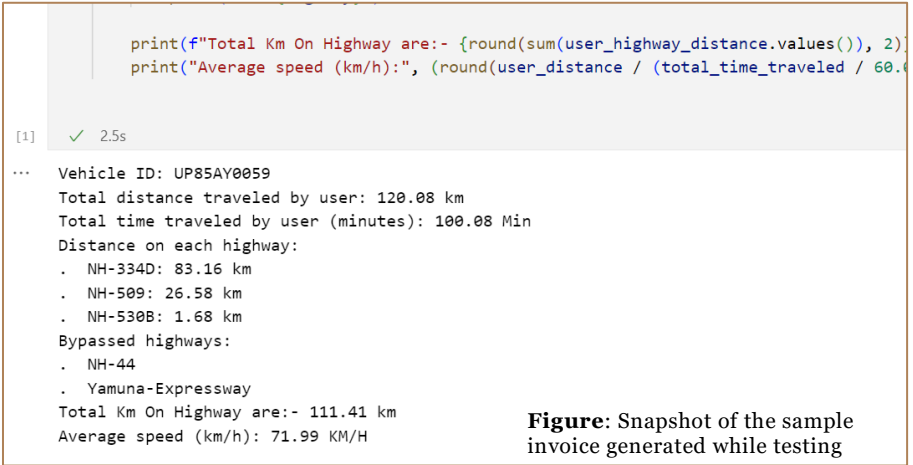 print(f"Total Km On Highway are:- {round(sum(user_highway_distance.values()), 2)}
print("Average speed (km/h):", (round(user_distance / (total_time_traveled / 60.0
[1] ✓ 2.5s
... Vehicle ID: UP85AY0059
Total distance traveled by user: 120.08 km
Total time traveled by user (minutes): 100.08 Min
Distance on each highway:
. NH-334D: 83.16 km
. NH-509: 26.58 km
. NH-530B: 1.68 km
Bypassed highways:
. NH-44
. Yamuna-Expressway
Total Km On Highway are:- 111.41 km
Average speed (km/h): 71.99 KM/H
Figure: Snapshot of the sample
invoice generated while testing